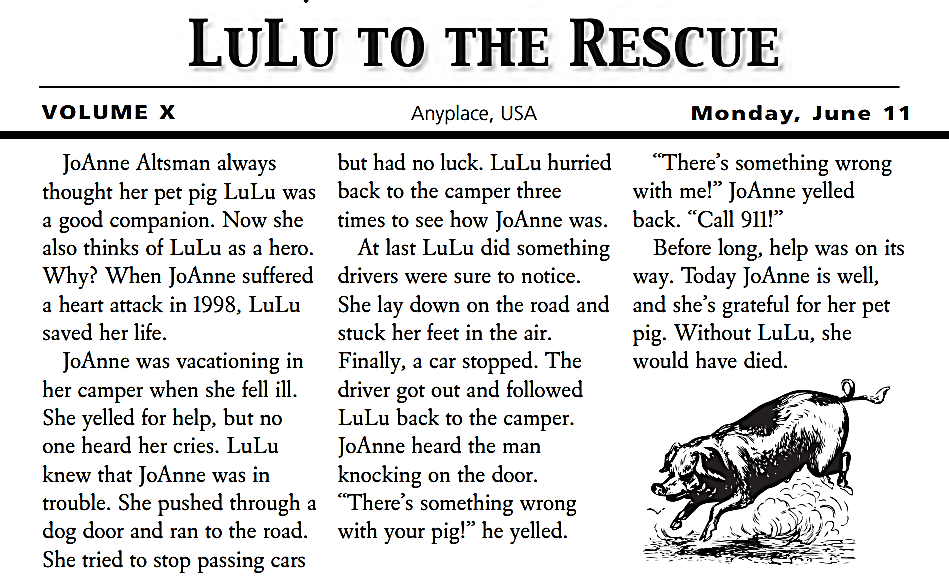 LULU TO THE RESCUE
VOLUME X
Anyplace, USA
Monday, June 11
JoAnne Altsman always
thought her pet pig LuLu was
a good companion. Now she
also thinks of LuLu as a hero.
Why? When JoAnne suffered
a heart attack in 1998, LuLu
saved her life.
JoAnne was vacationing in
her camper when she fell ill.
She yelled for help, but no
one heard her cries. LuLu
knew that JoAnne was in
trouble. She pushed through a
dog door and ran to the road.
She tried to stop passing cars
but had no luck. LuLu hurried
back to the camper three
times to see how JoAnne was.
At last LuLu did something
drivers were sure to notice.
She lay down on the road and
stuck her feet in the air.
Finally, a car stopped. The
driver got out and followed
LuLu back to the camper.
JoAnne heard the man
knocking on the door.
“There’s something wrong
with your pig!” he yelled.
“There’s something wrong
with me!” JoAnne yelled
back. “Call 911!”
Before long, help was on its
way. Today JoAnne is well,
and she’s grateful for her pet
pig. Without LuLu, she
would have died.